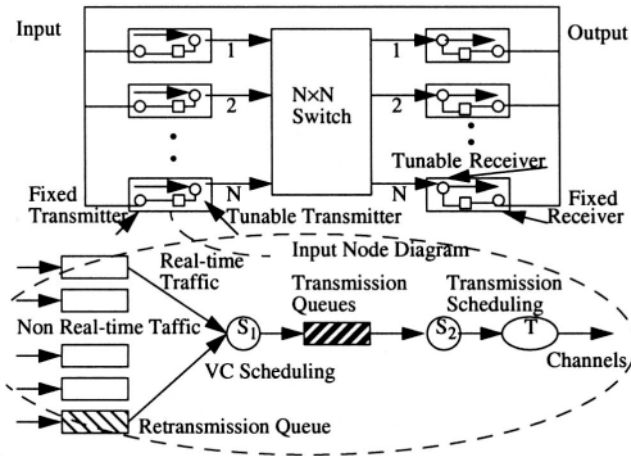 Input
Output
1
1
2
N×N
Switch
2
N
N
Tunable Receiver
Fixed
Transmitter
Tunable Transmitter
Fixed
Receiver
Input Node Diagram
Real-time
Traffic
Transmission
Queues
Transmission
Scheduling
Non Real-time Taffic
S1
S2
T
VC Scheduling
Channels
Retransmission Queue